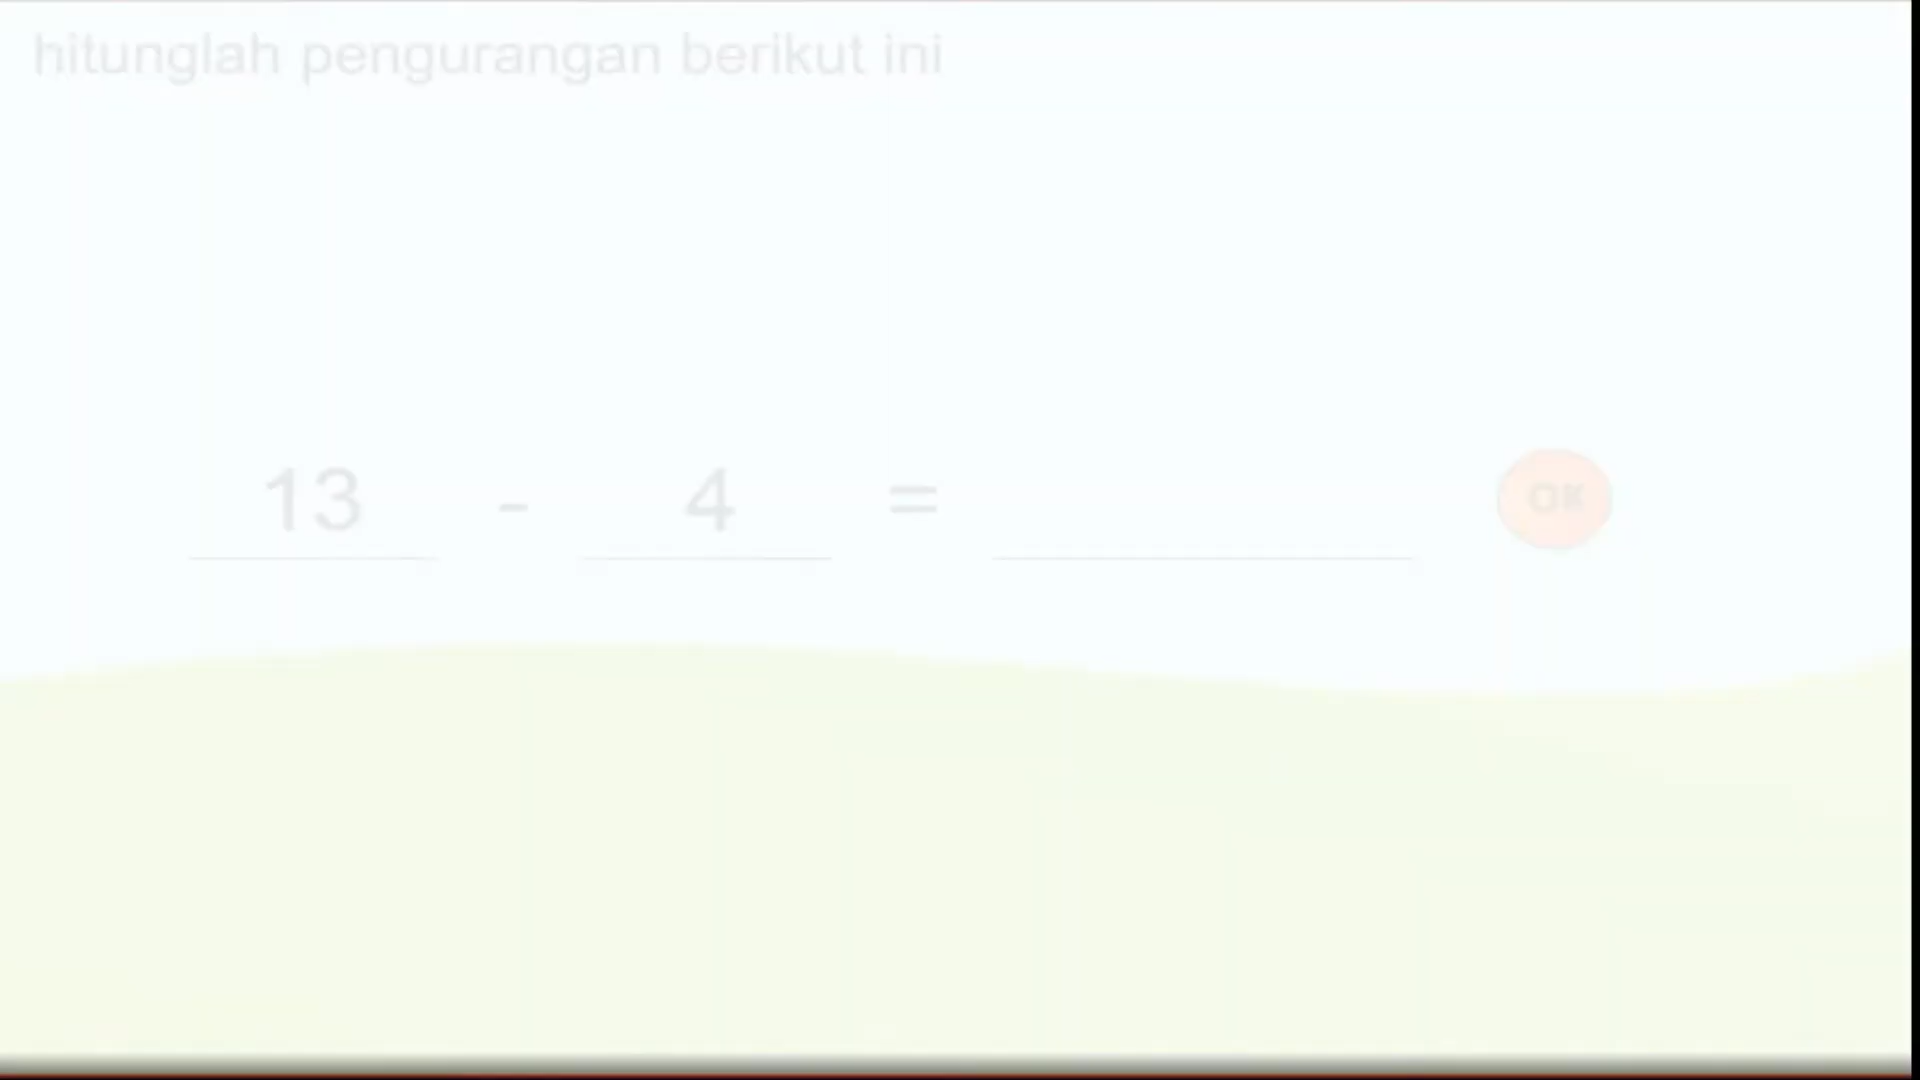 hitunglah pengurangan berikut ini
13 - 4 = OK